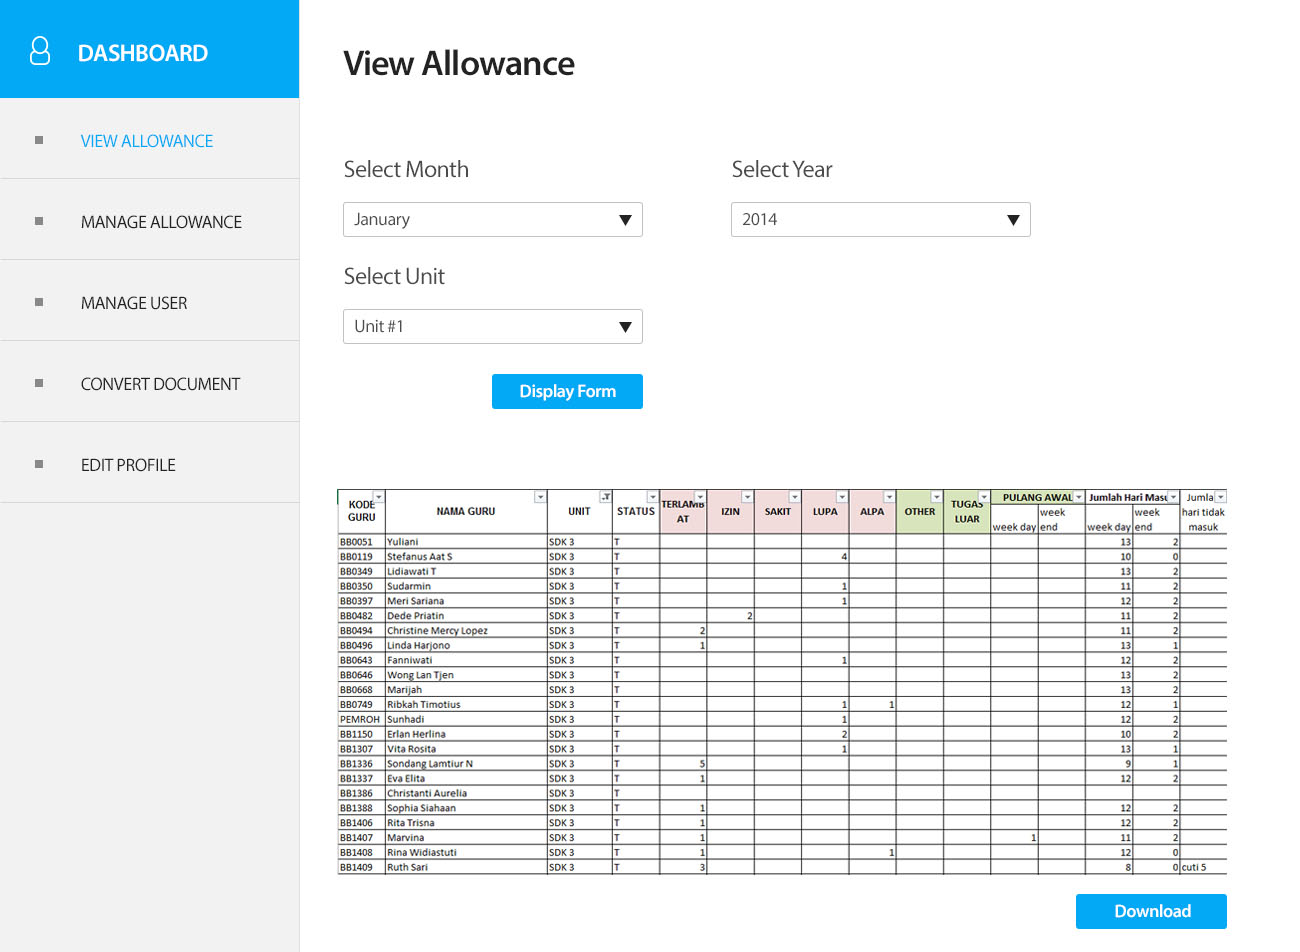 DASHBOARD
VIEW ALLOWANCE
MANAGE ALLOWANCE
MANAGE USER
CONVERT DOCUMENT
EDIT PROFILE
View Allowance
Select Month Select Year
January 2014
Select Unit
Unit #1
Display Form
KODE GURU NAMA GURU UNIT STATUS TERLAMBAT IZIN SAKIT LUPA ALPA OTHER TUGAS LUAR PULANG AWAL week day week end Jumlah Hari Masu week day week end Jumla hari tidak masuk
BB0051 Yuliani SDK 3 T 13 2
BB0119 Stefanus Aat S SDK 3 T 4 10 0
BB0349 Lidiawati T SDK 3 T 13 2
BB0350 Sudarmin SDK 3 T 1 11 2
BB0397 Meri Sariana SDK 3 T 1 12 2
BB0482 Dede Priatin SDK 3 T 2 11 2
BB0494 Christine Mercy Lopez SDK 3 T 2 11 2
BB0496 Linda Harjono SDK 3 T 1 13 1
BB0643 Fanniwati SDK 3 T 1 12 2
BB0646 Wong Lan Tjen SDK 3 T 13 2
BB0668 Marijah SDK 3 T 13 2
BB0749 Ribkah Timotius SDK 3 T 1 1 12 1
PEMROH Sunhadi SDK 3 T 1 12 2
BB1150 Erlan Herlina SDK 3 T 2 10 2
BB1307 Vita Rosita SDK 3 T 1 13 1
BB1336 Sondang Lamtiur N SDK 3 T 5 9 1
BB1337 Eva Elita SDK 3 T 1 12 2
BB1386 Christanti Aurelia SDK 3 T
BB1388 Sophia Siahaan SDK 3 T 1 12 2
BB1406 Rita Trisna SDK 3 T 1 12 2
BB1407 Marvina SDK 3 T 1 1 11 2
BB1408 Rina Widiastuti SDK 3 T 1 1 12 0
BB1409 Ruth Sari SDK 3 T 3 8 0 cuti 5
Download